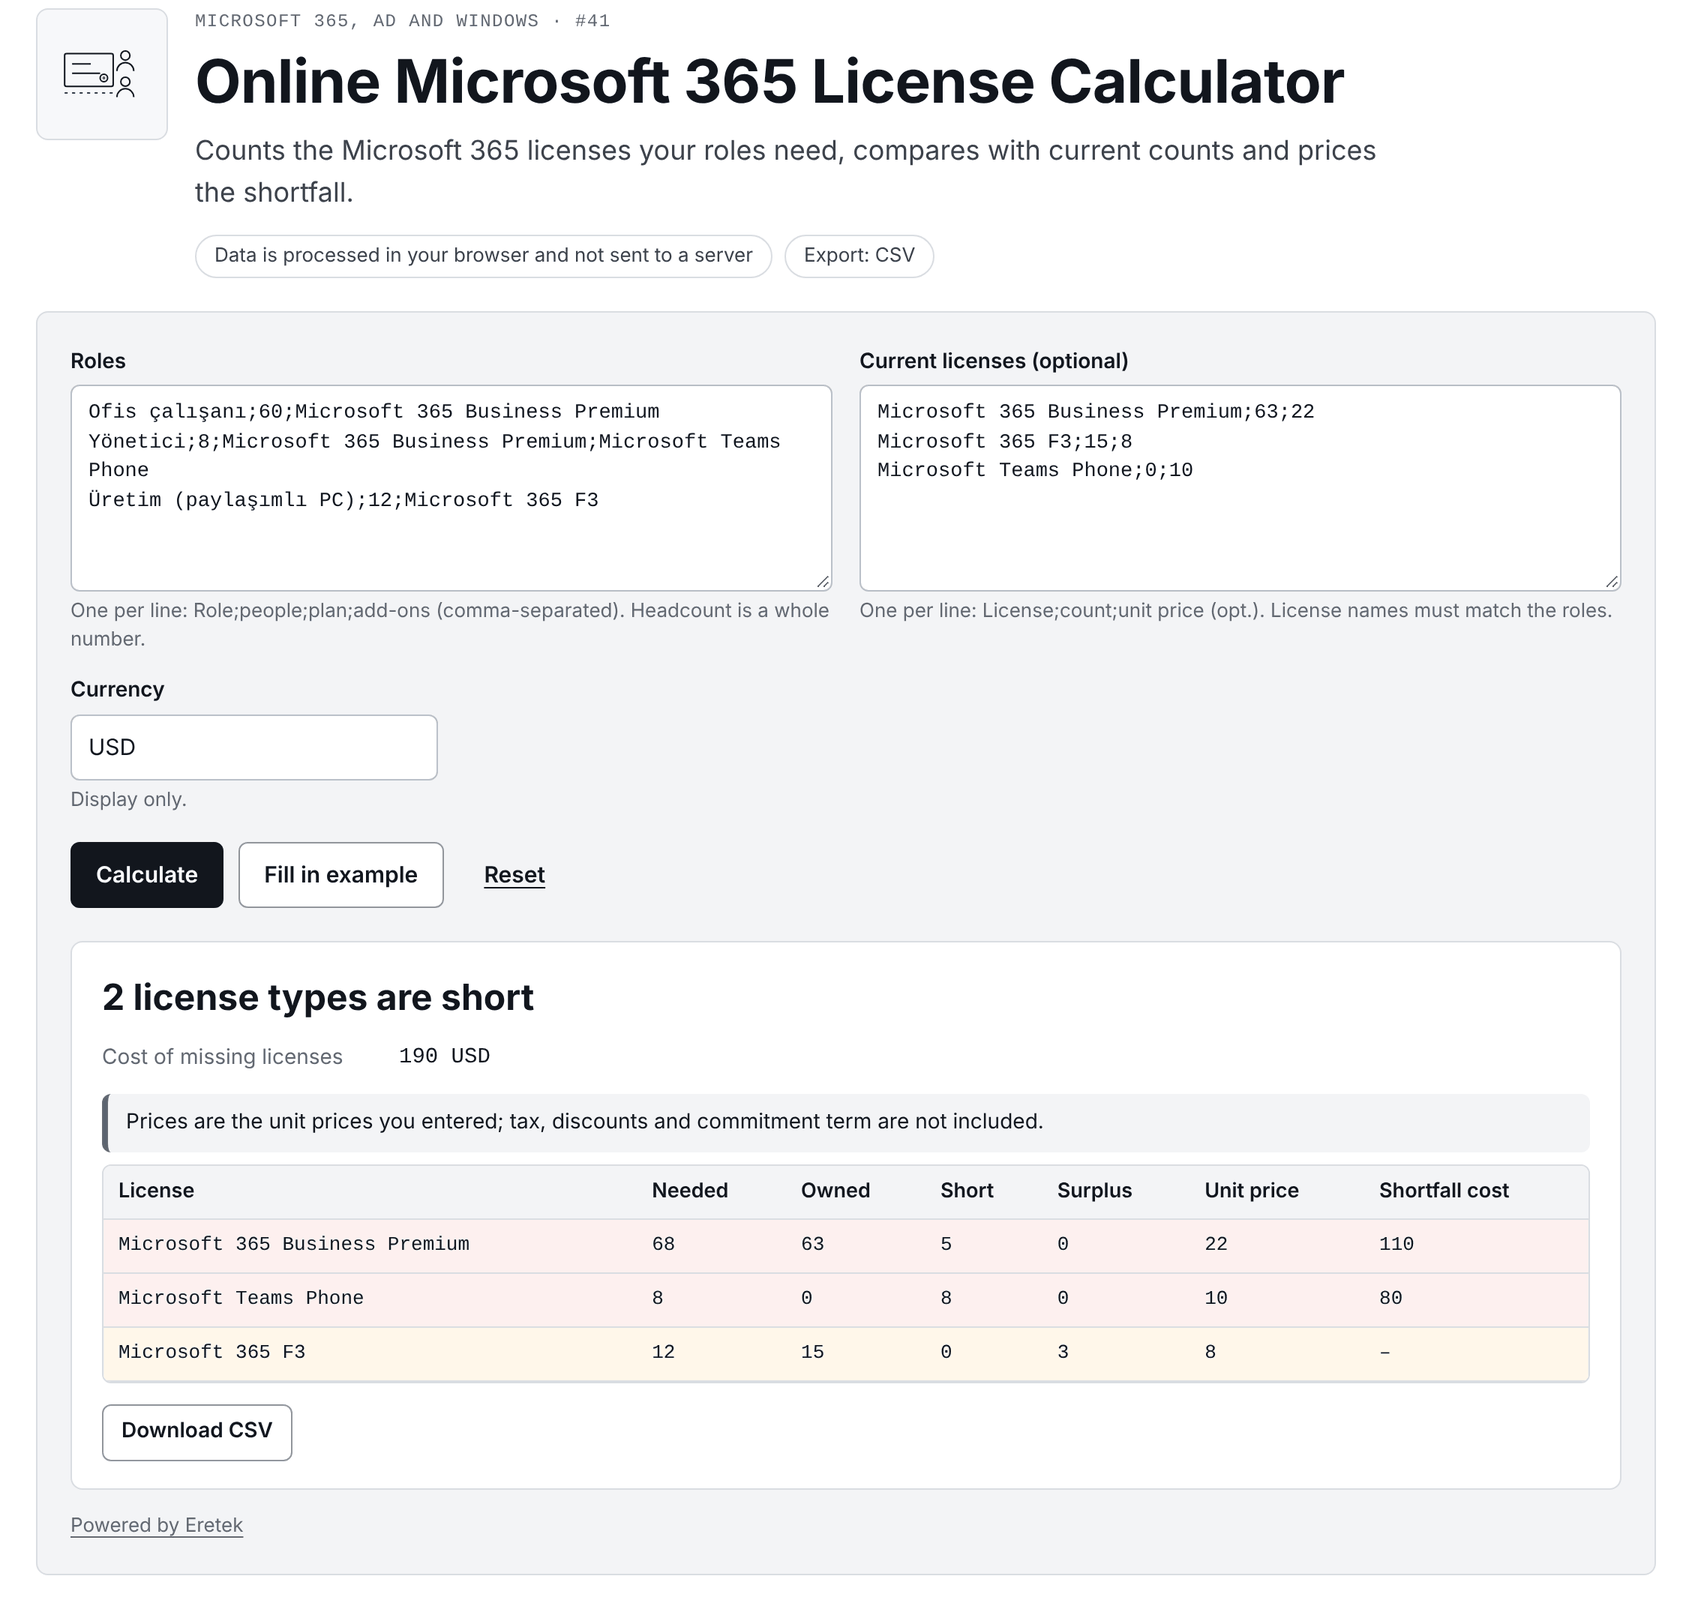 MICROSOFT 365, AD AND WINDOWS · #41
Online Microsoft 365 License Calculator
Counts the Microsoft 365 licenses your roles need, compares with current counts and prices
the shortfall.
Data is processed in your browser and not sent to a server
Export: CSV
Roles
Ofis çalışanı;60;Microsoft 365 Business Premium
Yönetici;8;Microsoft 365 Business Premium;Microsoft Teams
Phone
Üretim (paylaşımlı PC);12;Microsoft 365 F3
One per line: Role;people;plan;add-ons (comma-separated). Headcount is a whole
number.
Current licenses (optional)
Microsoft 365 Business Premium;63;22
Microsoft 365 F3;15;8
Microsoft Teams Phone;0;10
One per line: License;count;unit price (opt.). License names must match the roles.
Currency
USD
Display only.
Calculate
Fill in example
Reset
2 license types are short
Cost of missing licenses 190 USD
Prices are the unit prices you entered; tax, discounts and commitment term are not included.
License Needed Owned Short Surplus Unit price Shortfall cost
Microsoft 365 Business Premium 68 63 5 0 22 110
Microsoft Teams Phone 8 0 8 0 10 80
Microsoft 365 F3 12 15 0 3 8 –
Download CSV
Powered by Eretek